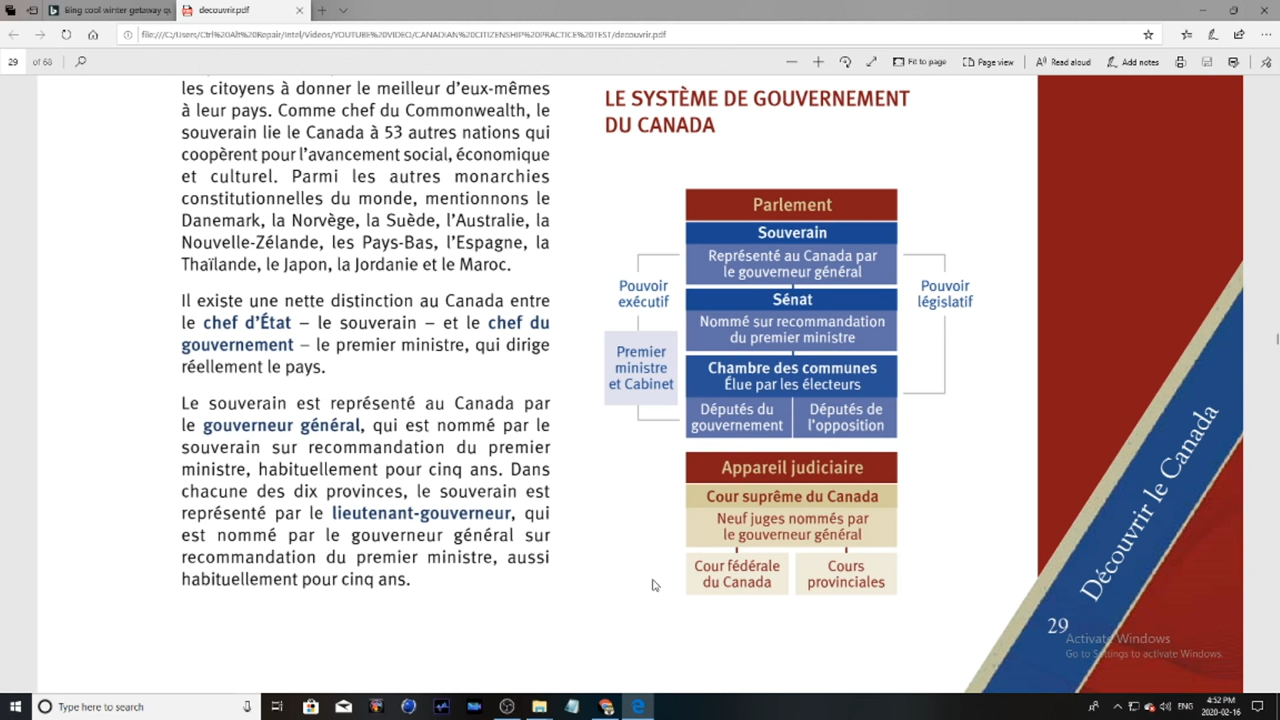 Bing cool winter getaway qu
decouvrir.pdf
file:///C:/Users/Ctrl%20Alt%20Repair/Intel/Videos/YOUTUBE%20VIDEO/CANADIAN%20CITIZENSHIP%20PRACTICE%20TEST/decouvrir.pdf
29 of 68
Fit to page
Page view
Read aloud
Add notes
les citoyens à donner le meilleur d'eux-mêmes
à leur pays. Comme chef du Commonwealth, le
souverain lie le Canada à 53 autres nations qui
coopèrent pour l'avancement social, économique
et culturel. Parmi les autres monarchies
constitutionnelles du monde, mentionnons le
Danemark, la Norvège, la Suède, l'Australie, la
Nouvelle-Zélande, les Pays-Bas, l'Espagne, la
Thaïlande, le Japon, la Jordanie et le Maroc.
Il existe une nette distinction au Canada entre
le chef d'État – le souverain – et le chef du
gouvernement – le premier ministre, qui dirige
réellement le pays.
Le souverain est représenté au Canada par
le gouverneur général, qui est nommé par le
souverain sur recommandation du premier
ministre, habituellement pour cinq ans. Dans
chacune des dix provinces, le souverain est
représenté par le lieutenant-gouverneur, qui
est nommé par le gouverneur général sur
recommandation du premier ministre, aussi
habituellement pour cinq ans.
LE SYSTÈME DE GOUVERNEMENT
DU CANADA
Parlement
Souverain
Représenté au Canada par
le gouverneur général
Pouvoir
exécutif
Pouvoir
législatif
Sénat
Nommé sur recommandation
du premier ministre
Premier
ministre
et Cabinet
Chambre des communes
Élue par les électeurs
Députés du
gouvernement
Députés de
l'opposition
Appareil judiciaire
Cour suprême du Canada
Neuf juges nommés par
le gouverneur général
Cour fédérale
du Canada
Cours
provinciales
Découvrir le Canada
29
Activate Windows
Go to Settings to activate Windows.
Type here to search
4:52 PM
2020-02-16